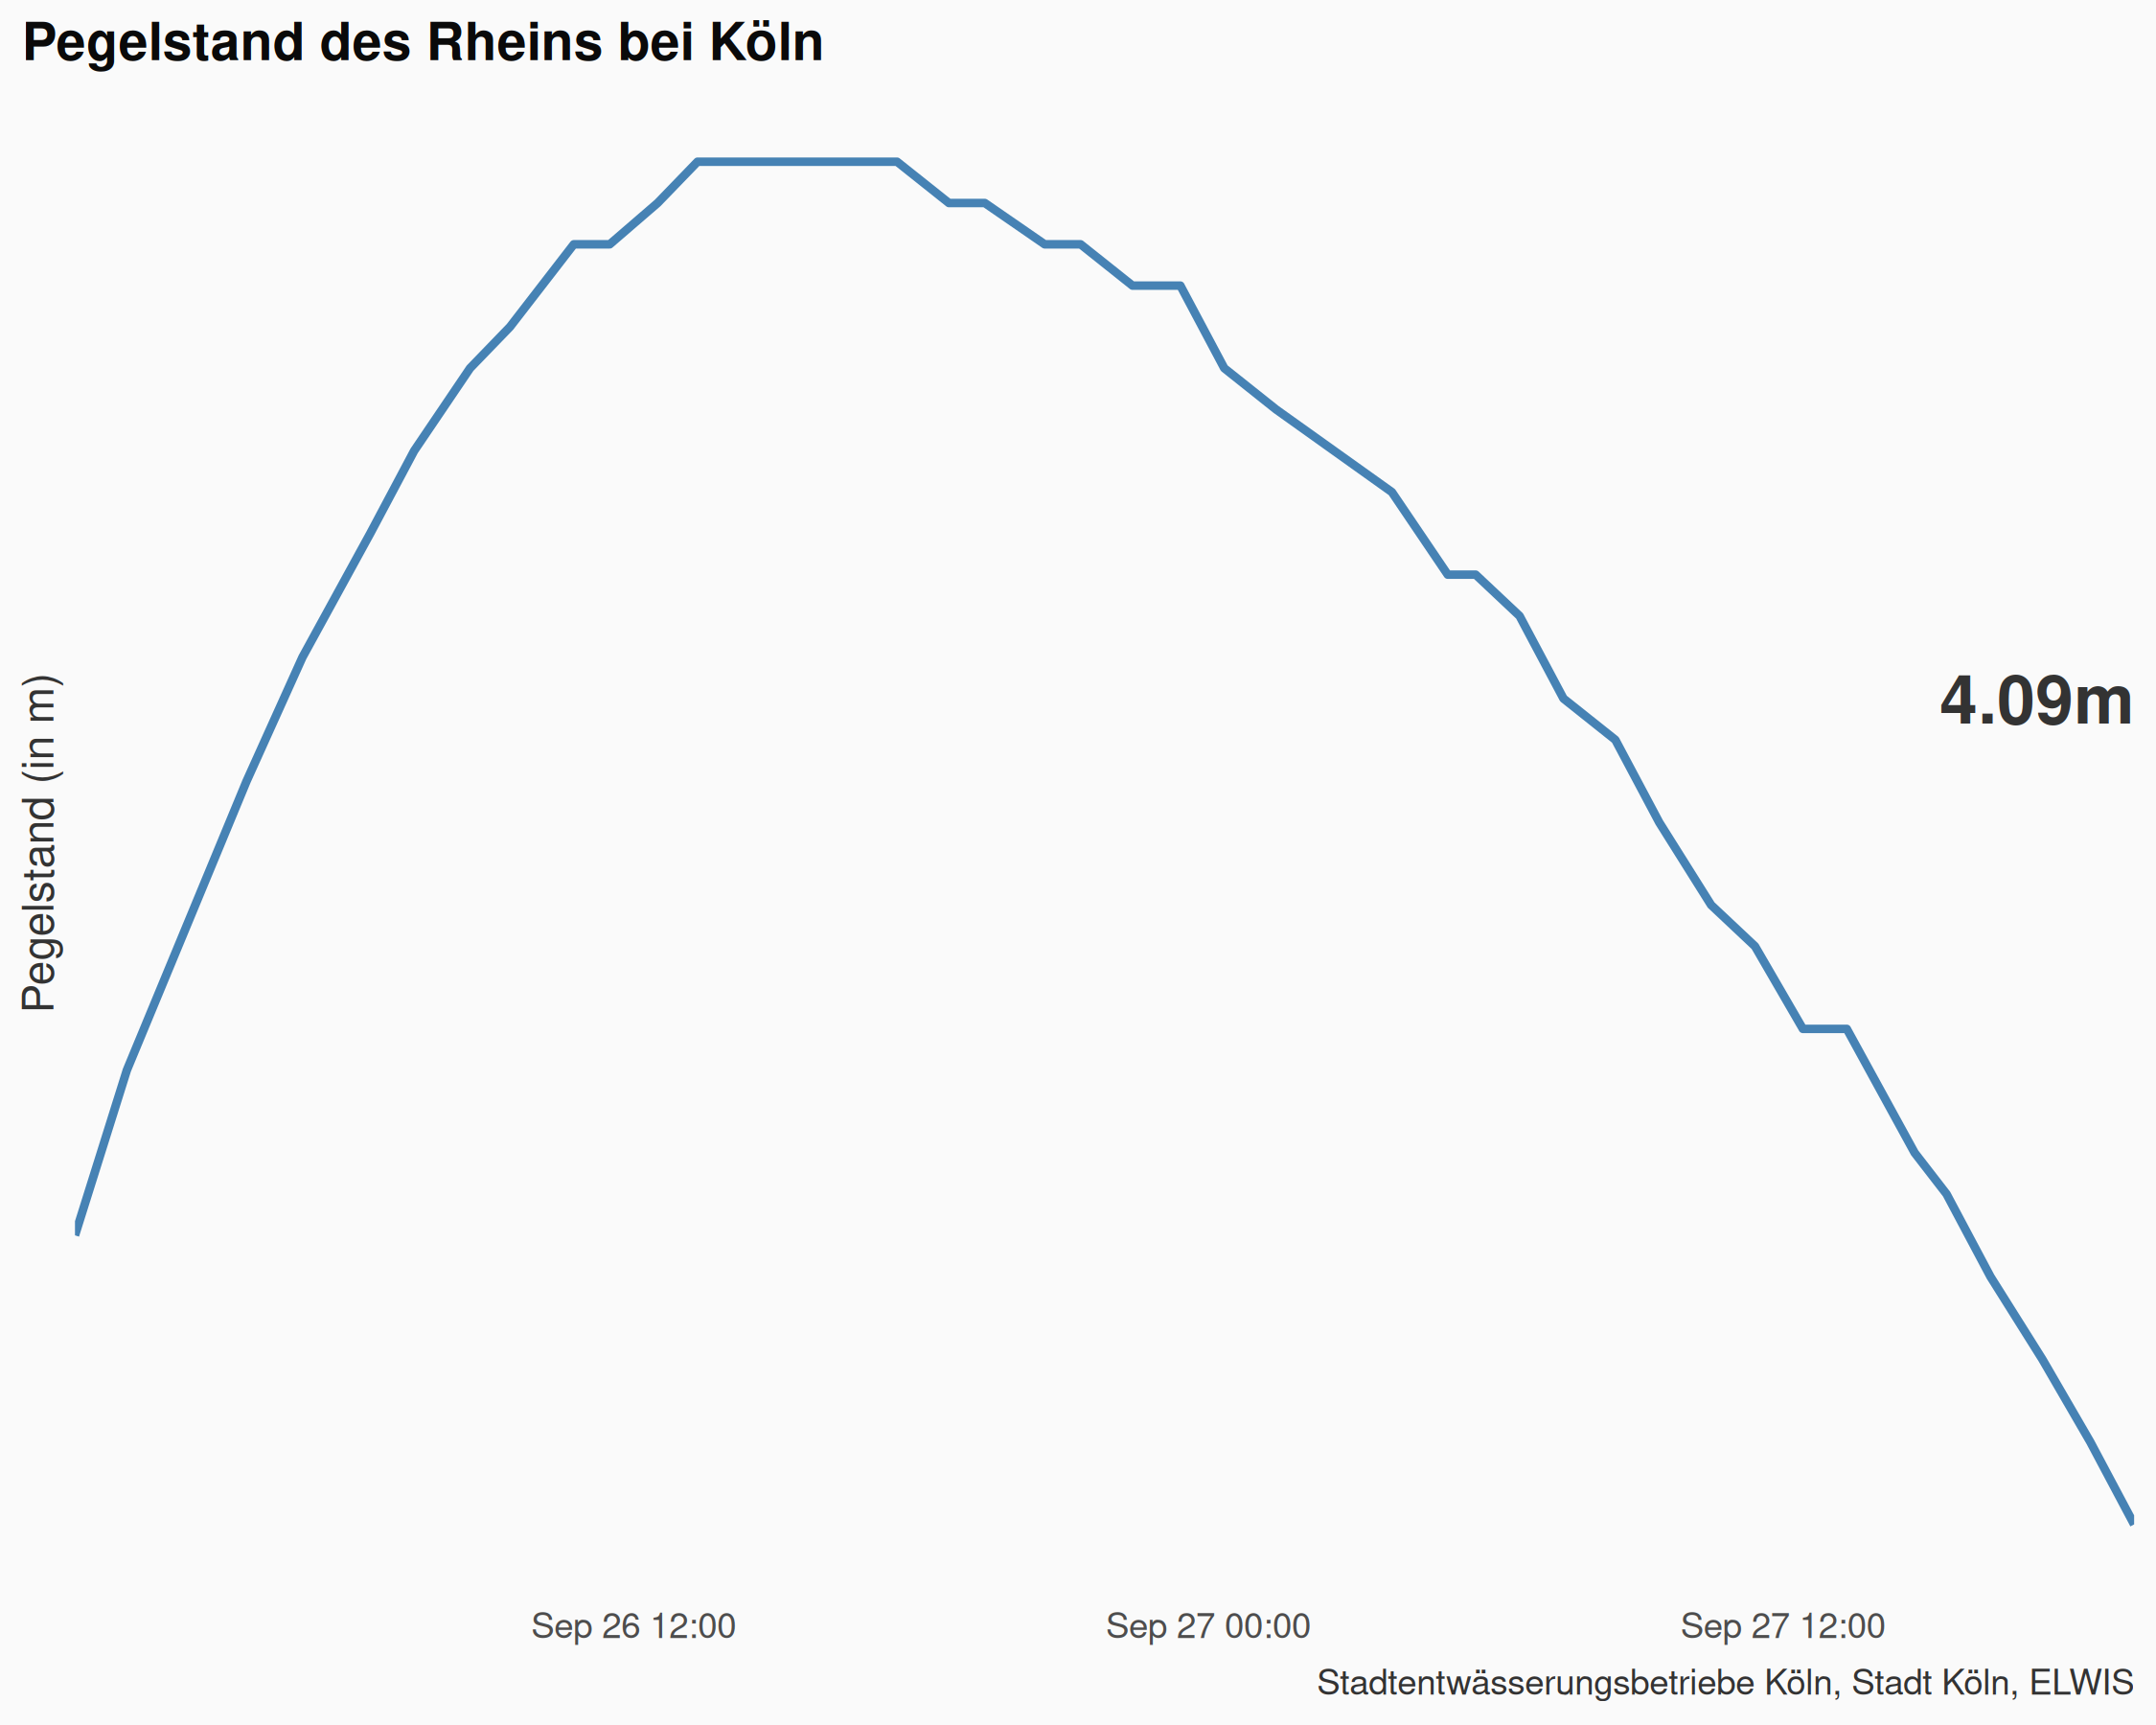 Pegelstand des Rheins bei Köln
Pegelstand (in m)
4.09m
Sep 26 12:00
Sep 27 00:00
Sep 27 12:00
Stadtentwässerungsbetriebe Köln, Stadt Köln, ELWIS